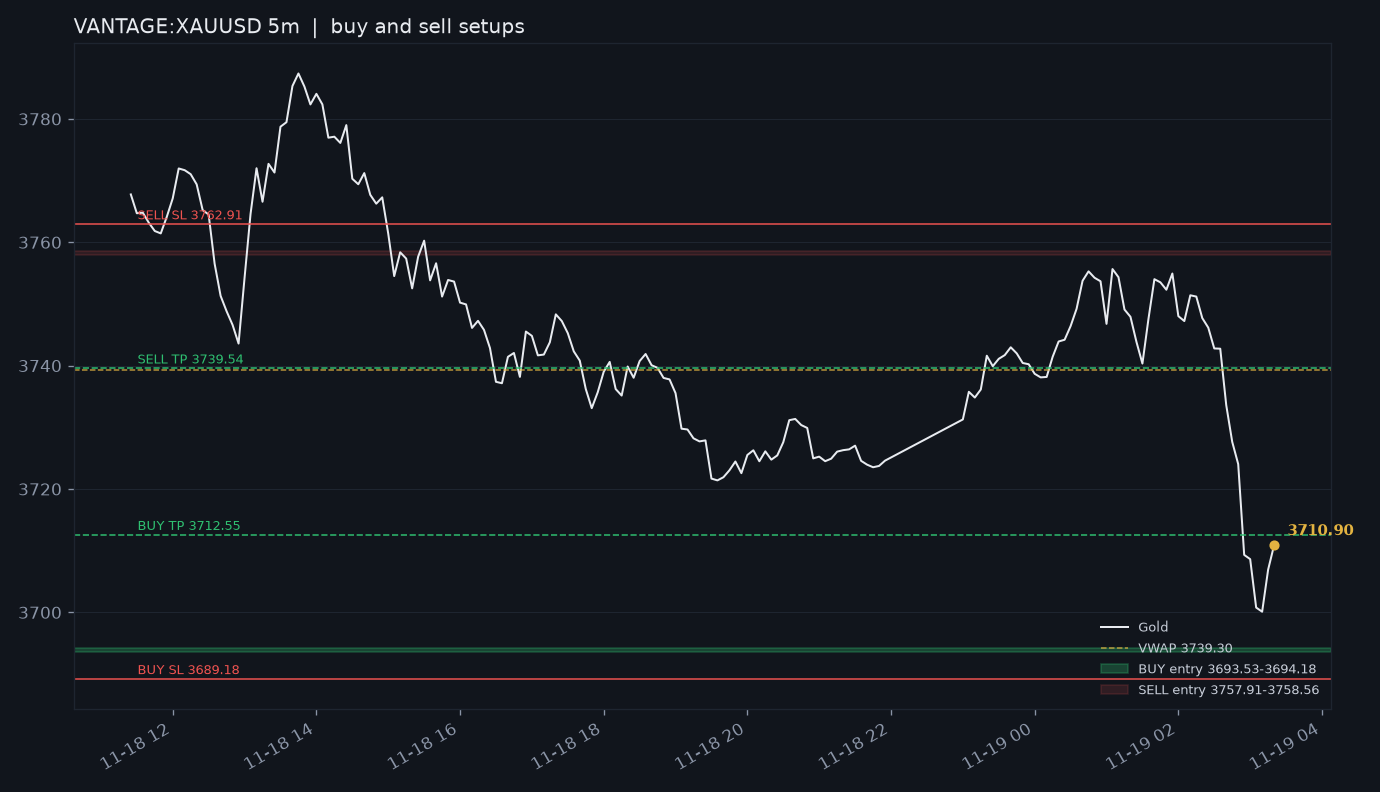 VANTAGE:XAUUSD 5m | buy and sell setups
3780
3760
3740
3720
3700
SELL SL 3762.91
SELL TP 3739.54
BUY TP 3712.55
3710.90
BUY SL 3689.18
Gold
VWAP 3739.30
BUY entry 3693.53-3694.18
SELL entry 3757.91-3758.56
11-18 12
11-18 14
11-18 16
11-18 18
11-18 20
11-18 22
11-19 00
11-19 02
11-19 04